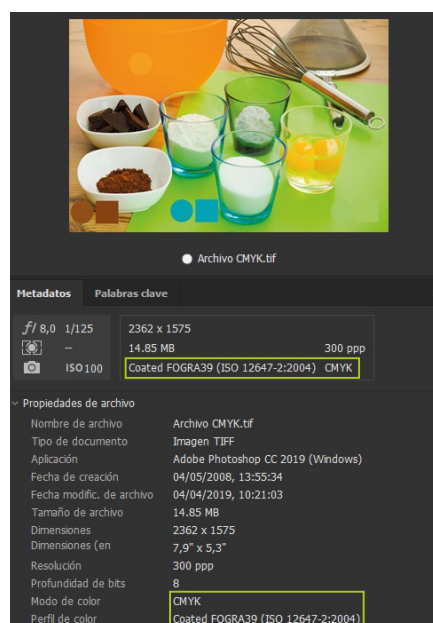 Archivo CMYK.tif
Metadatos Palabras clave
f/ 8,0 1/125 2362 x 1575
-- 14.85 MB 300 ppp
ISO100 Coated FOGRA39 (ISO 12647-2:2004) CMYK
Propiedades de archivo
Nombre de archivo Archivo CMYK.tif
Tipo de documento Imagen TIFF
Aplicación Adobe Photoshop CC 2019 (Windows)
Fecha de creación 04/05/2008, 13:55:34
Fecha modific. de archivo 04/04/2019, 10:21:03
Tamaño de archivo 14.85 MB
Dimensiones 2362 x 1575
Dimensiones (en 7,9" x 5,3"
Resolución 300 ppp
Profundidad de bits 8
Modo de color CMYK
Perfil de color Coated FOGRA39 (ISO 12647-2:2004)